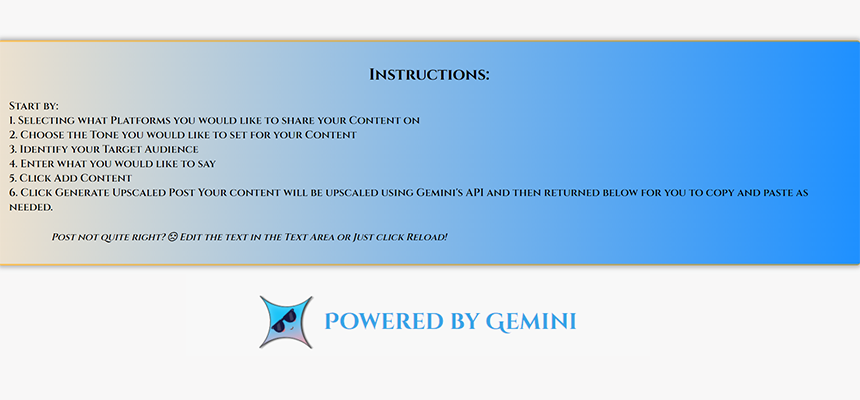 Instructions:
Start by:
1. Selecting what Platforms you would like to share your Content on
2. Choose the Tone you would like to set for your Content
3. Identify your Target Audience
4. Enter what you would like to say
5. Click Add Content
6. Click Generate Upscaled Post Your content will be upscaled using Gemini's API and then returned below for you to copy and paste as
needed.
Post not quite right? ☹ Edit the text in the Text Area or Just click Reload!
Powered by Gemini